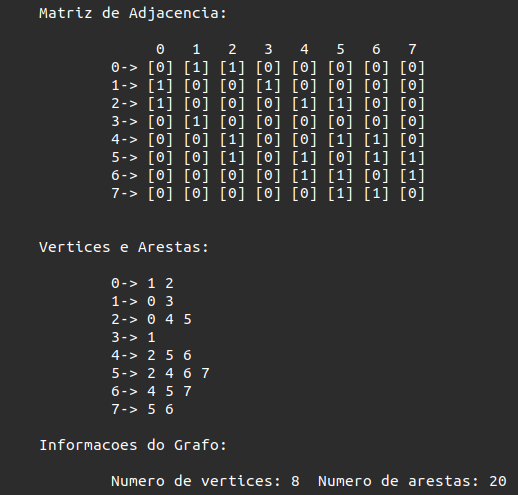 Matriz de Adjacencia:
0 1 2 3 4 5 6 7
0-> [0] [1] [1] [0] [0] [0] [0] [0]
1-> [1] [0] [0] [1] [0] [0] [0] [0]
2-> [1] [0] [0] [0] [1] [1] [0] [0]
3-> [0] [1] [0] [0] [0] [0] [0] [0]
4-> [0] [0] [1] [0] [0] [1] [1] [0]
5-> [0] [0] [1] [0] [1] [0] [1] [1]
6-> [0] [0] [0] [0] [1] [1] [0] [1]
7-> [0] [0] [0] [0] [0] [1] [1] [0]
Vertices e Arestas:
0-> 1 2
1-> 0 3
2-> 0 4 5
3-> 1
4-> 2 5 6
5-> 2 4 6 7
6-> 4 5 7
7-> 5 6
Informacoes do Grafo:
Numero de vertices: 8  Numero de arestas: 20